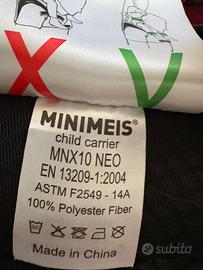 X V
MINIMEIS®
child carrier
MNX10 NEO
EN 13209-1:2004
ASTM F2549 - 14A
100% Polyester Fiber
Made in China
subito